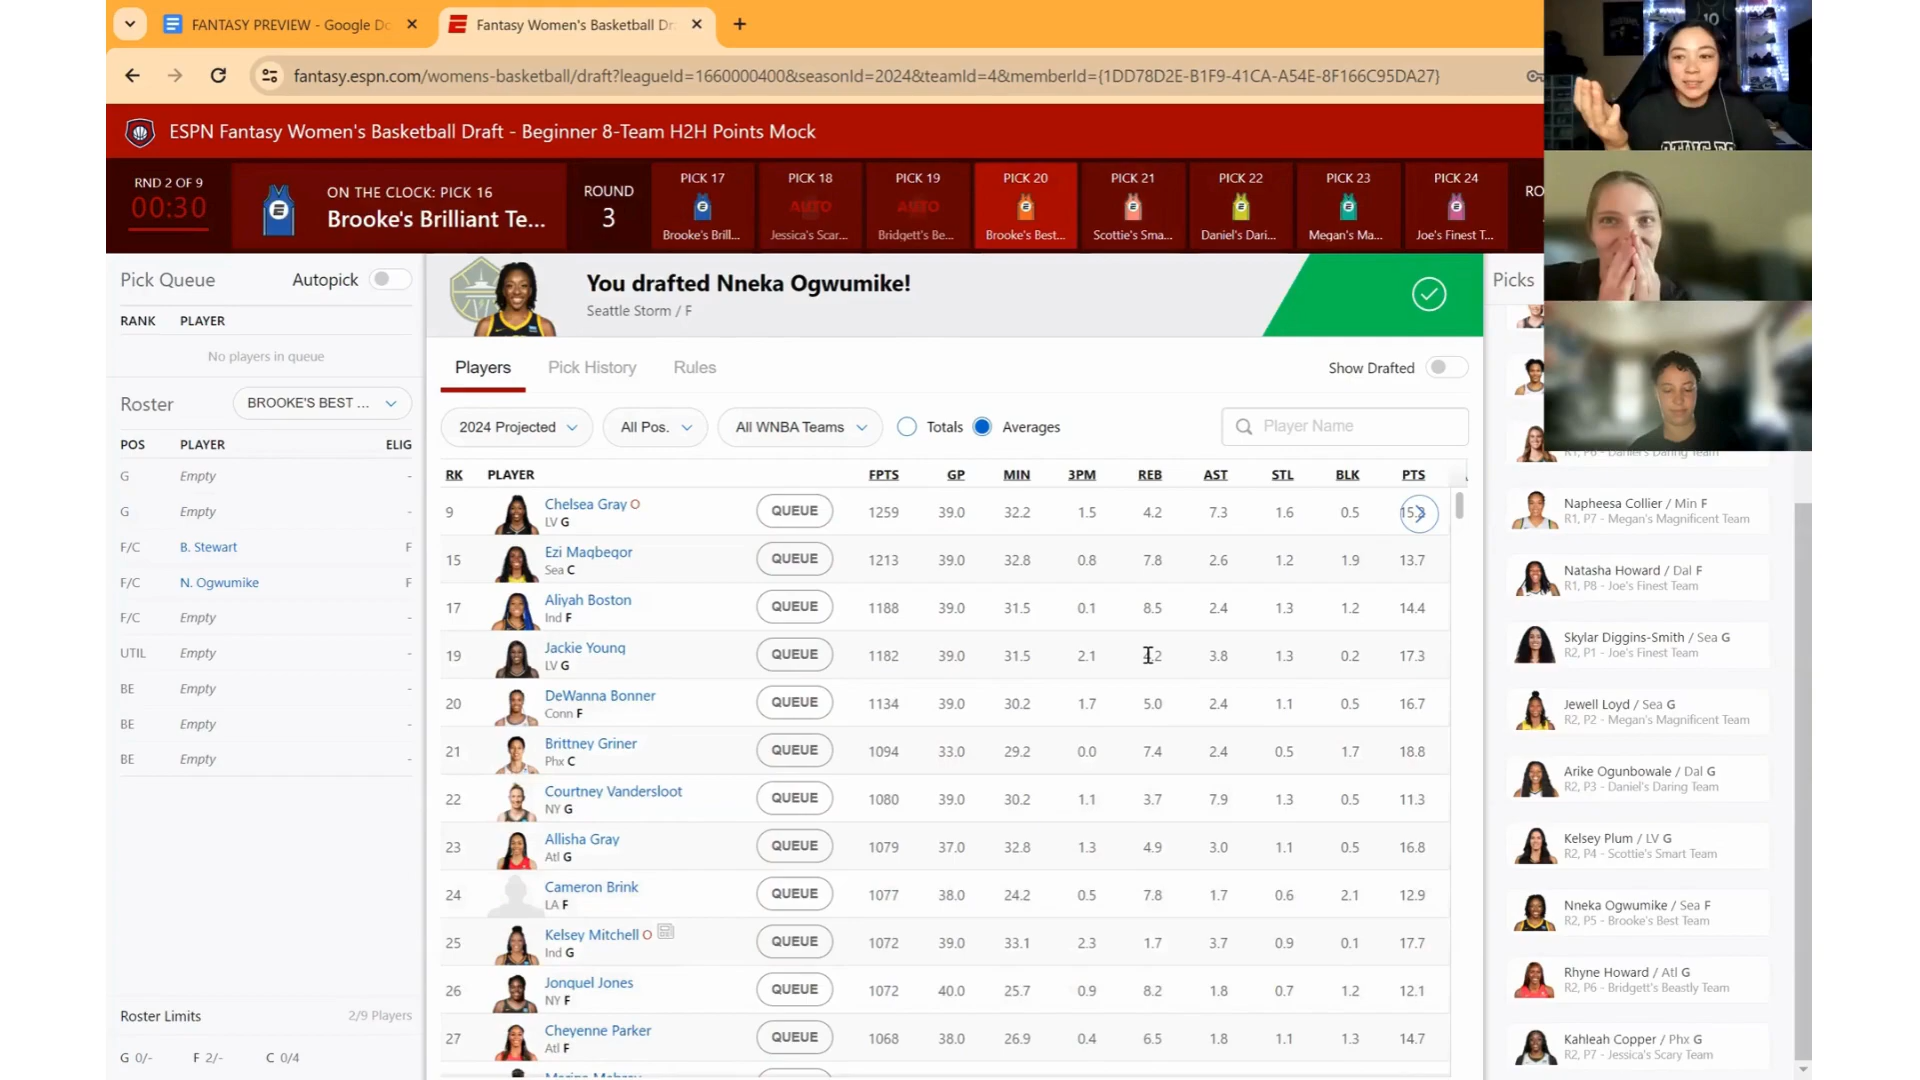 FANTASY PREVIEW - Google Do
Fantasy Women's Basketball Dr
fantasy.espn.com/womens-basketball/draft?leagueId=1660000400&seasonId=2024&teamId=4&memberId={1DD78D2E-B1F9-41CA-A54E-8F166C95DA27}
ESPN Fantasy Women's Basketball Draft - Beginner 8-Team H2H Points Mock
RND 2 OF 9
00:30
ON THE CLOCK: PICK 16
Brooke's Brilliant Te...
ROUND
3
PICK 17
Brooke's Brill...
PICK 18
AUTO
Jessica's Scar...
PICK 19
AUTO
Bridgett's Be...
PICK 20
Brooke's Best...
PICK 21
Scottie's Sma...
PICK 22
Daniel's Dari...
PICK 23
Megan's Ma...
PICK 24
Joe's Finest T...
RO
10
Pick Queue
Autopick
RANK PLAYER
No players in queue
Roster
BROOKE'S BEST ...
POS PLAYER ELIG
G Empty -
G Empty -
F/C B. Stewart F
F/C N. Ogwumike F
F/C Empty -
UTIL Empty -
BE Empty -
BE Empty -
BE Empty -
Roster Limits 2/9 Players
G 0/- F 2/- C 0/4
You drafted Nneka Ogwumike!
Seattle Storm / F
Players Pick History Rules
Show Drafted
2024 Projected All Pos. All WNBA Teams Totals Averages
Player Name
RK PLAYER FPTS GP MIN 3PM REB AST STL BLK PTS
9 Chelsea Gray O QUEUE 1259 39.0 32.2 1.5 4.2 7.3 1.6 0.5
LV G
15 Ezi Magbegor QUEUE 1213 39.0 32.8 0.8 7.8 2.6 1.2 1.9 13.7
Sea C
17 Aliyah Boston QUEUE 1188 39.0 31.5 0.1 8.5 2.4 1.3 1.2 14.4
Ind F
19 Jackie Young QUEUE 1182 39.0 31.5 2.1 3.8 1.3 0.2 17.3
LV G
20 DeWanna Bonner QUEUE 1134 39.0 30.2 1.7 5.0 2.4 1.1 0.5 16.7
Conn F
21 Brittney Griner QUEUE 1094 33.0 29.2 0.0 7.4 2.4 0.5 1.7 18.8
Phx C
22 Courtney Vandersloot QUEUE 1080 39.0 30.2 1.1 3.7 7.9 1.3 0.5 11.3
NY G
23 Allisha Gray QUEUE 1079 37.0 32.8 1.3 4.9 3.0 1.1 0.5 16.8
Atl G
24 Cameron Brink QUEUE 1077 38.0 24.2 0.5 7.8 1.7 0.6 2.1 12.9
LA F
25 Kelsey Mitchell O QUEUE 1072 39.0 33.1 2.3 1.7 3.7 0.9 0.1 17.7
Ind G
26 Jonquel Jones QUEUE 1072 40.0 25.7 0.9 8.2 1.8 0.7 1.2 12.1
NY F
27 Cheyenne Parker QUEUE 1068 38.0 26.9 0.4 6.5 1.8 1.1 1.3 14.7
Atl F
Picks
R1, P6 - Daniel's Daring Team
Napheesa Collier / Min F
R1, P7 - Megan's Magnificent Team
Natasha Howard / Dal F
R1, P8 - Joe's Finest Team
Skylar Diggins-Smith / Sea G
R2, P1 - Joe's Finest Team
Jewell Loyd / Sea G
R2, P2 - Megan's Magnificent Team
Arike Ogunbowale / Dal G
R2, P3 - Daniel's Daring Team
Kelsey Plum / LV G
R2, P4 - Scottie's Smart Team
Nneka Ogwumike / Sea F
R2, P5 - Brooke's Best Team
Rhyne Howard / Atl G
R2, P6 - Bridgett's Beastly Team
Kahleah Copper / Phx G
R2, P7 - Jessica's Scary Team